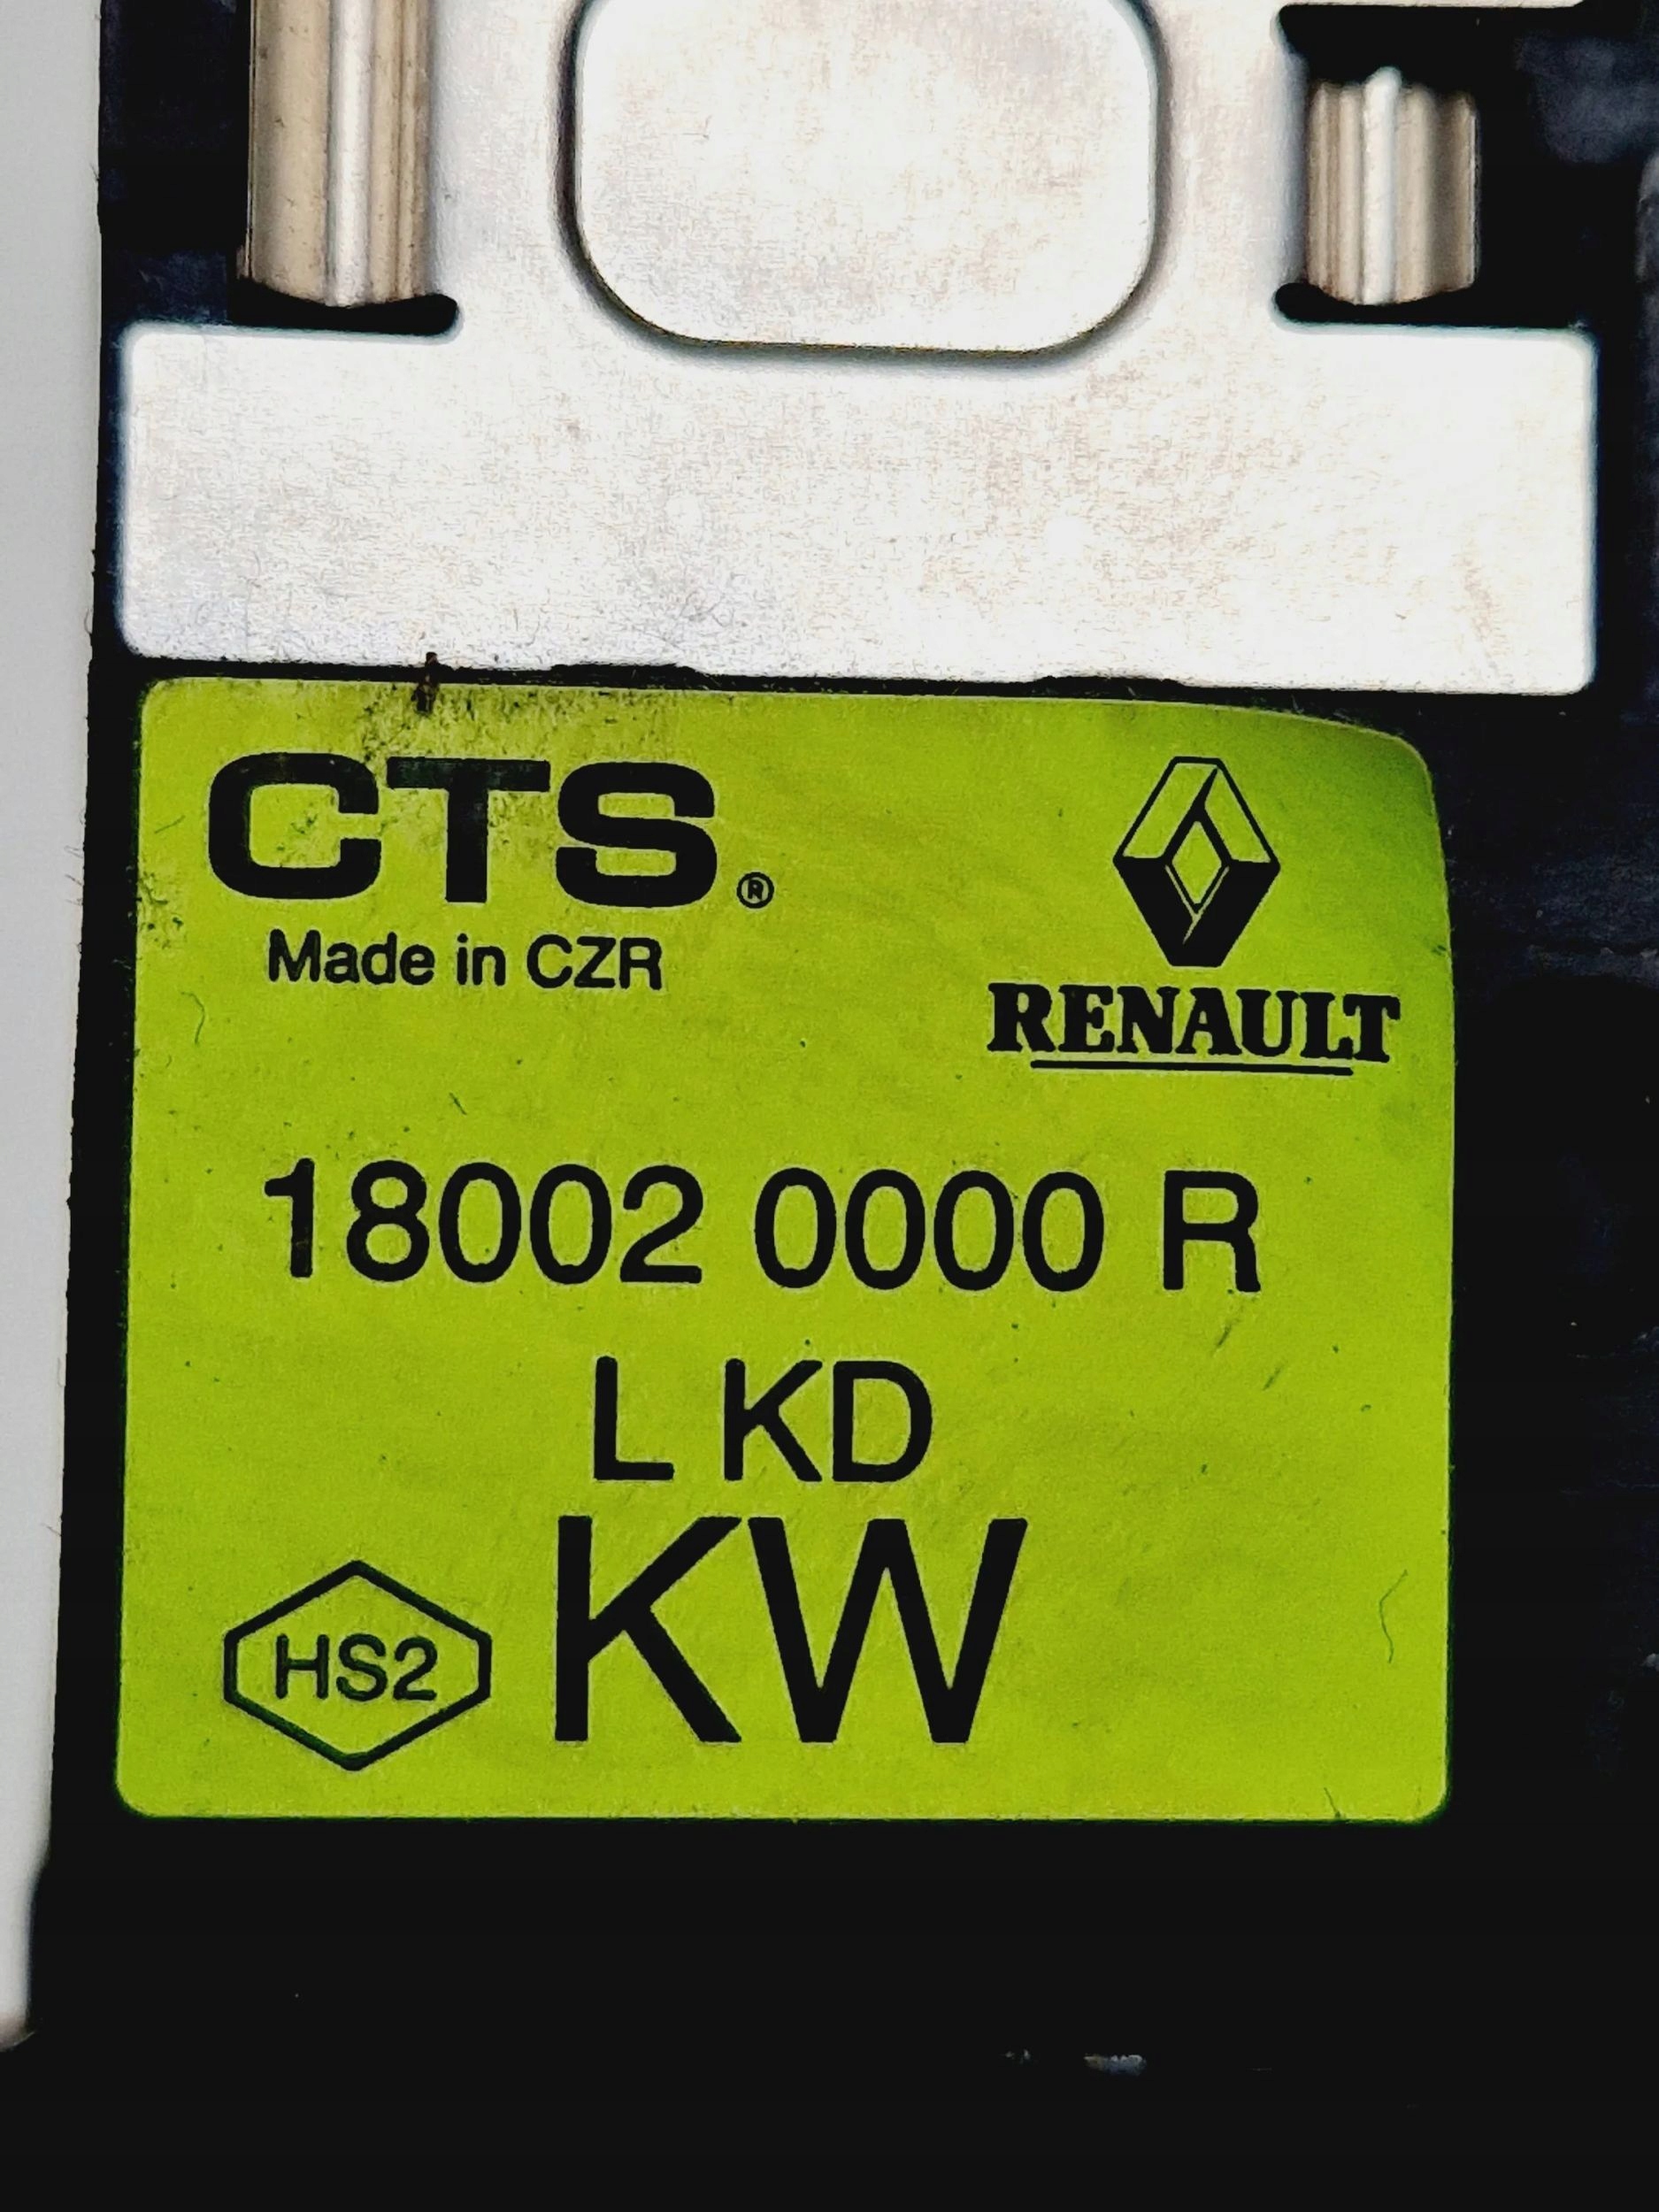 CTS®
Made in CZR
RENAULT
18002 0000 R
L KD
KW
HS2